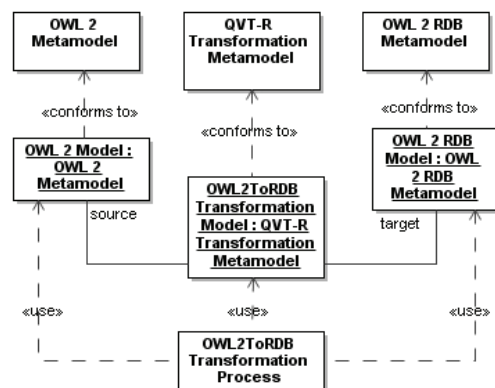 OWL 2
Metamodel
QVT-R
Transformation
Metamodel
OWL 2 RDB
Metamodel
«conforms to»
«conforms to»
«conforms to»
OWL 2 Model :
OWL 2
Metamodel
OWL 2 RDB
Model : OWL
2 RDB
Metamodel
OWL2ToRDB
Transformation
Model : QVT-R
Transformation
Metamodel
source
target
«use»
«use»
«use»
OWL2ToRDB
Transformation
Process